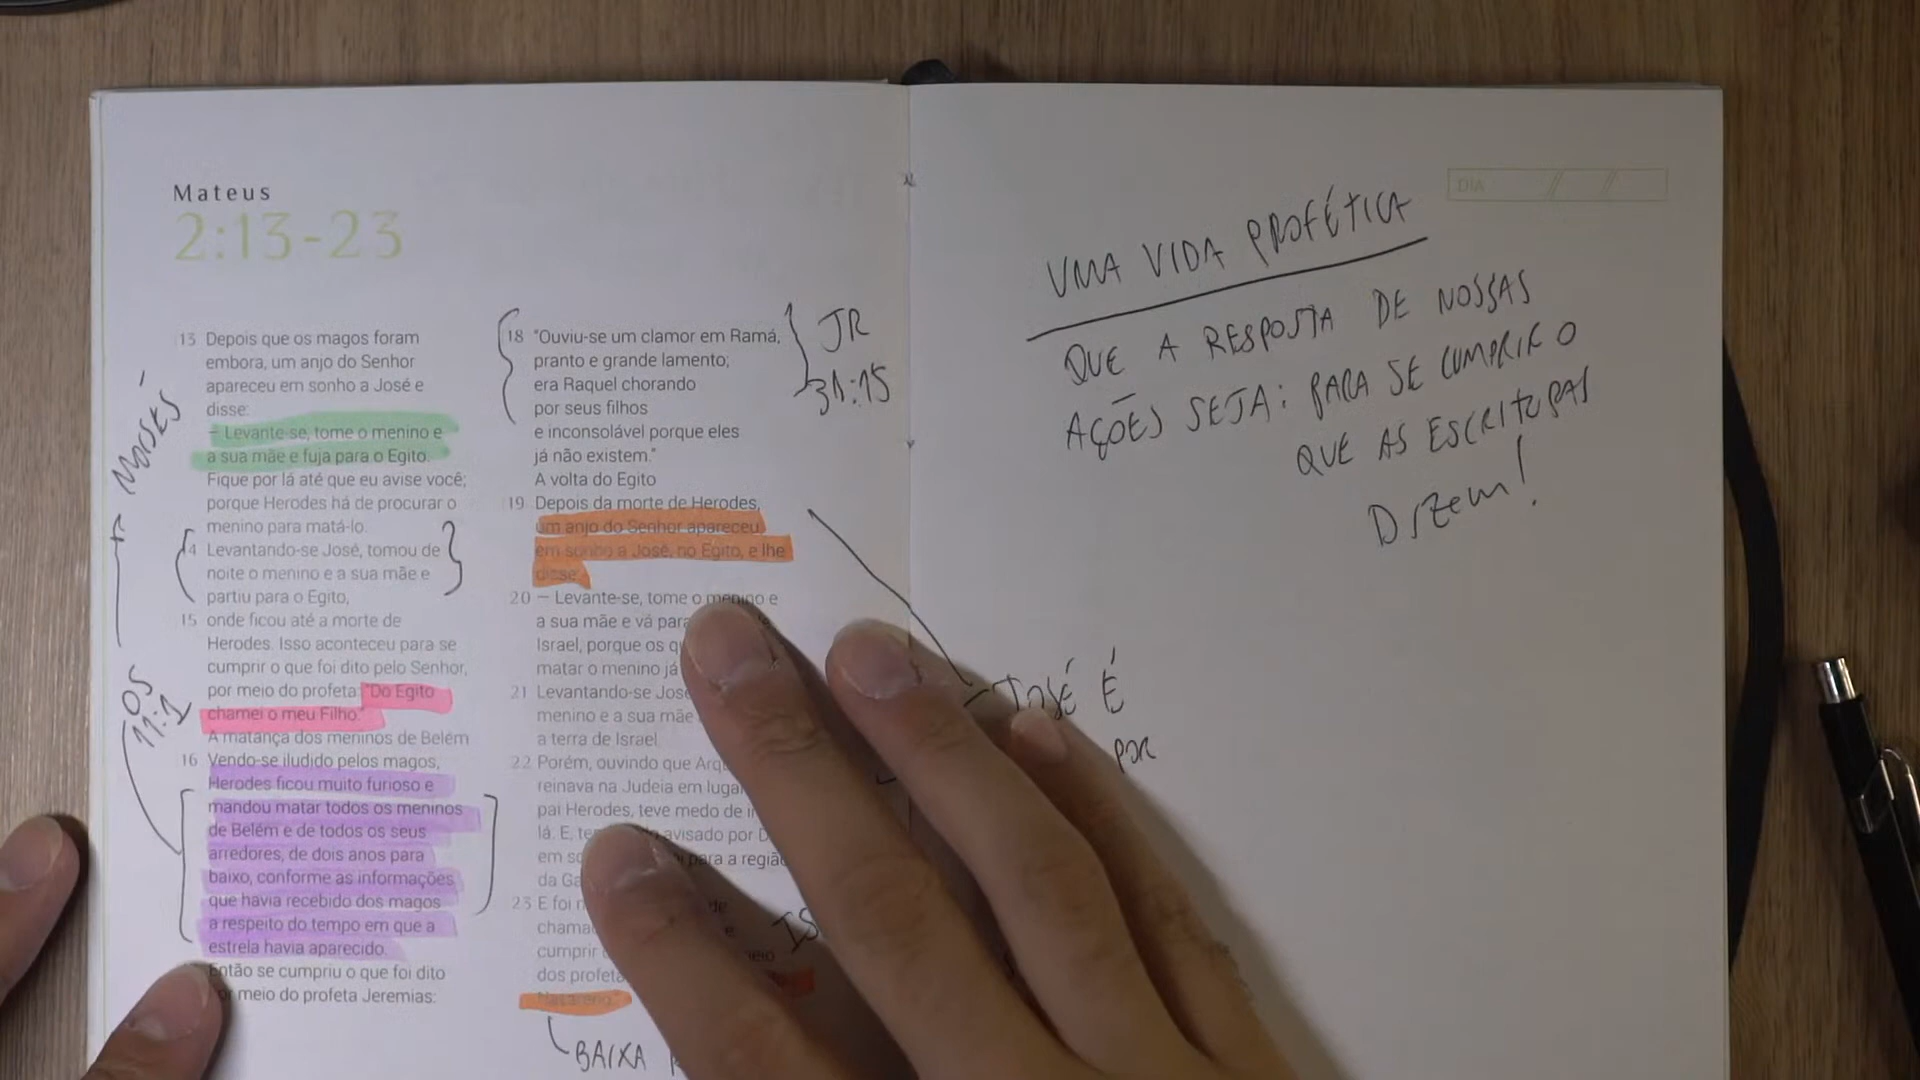 Mateus
2:13-23
13 Depois que os magos foram
embora, um anjo do Senhor
apareceu em sonho a José e
disse:
— Levante-se, tome o menino e
a sua mãe e fuja para o Egito.
Fique por lá até que eu avise você;
porque Herodes há de procurar o
menino para matá-lo.
14 Levantando-se José, tomou de
noite o menino e a sua mãe e
partiu para o Egito,
15 onde ficou até a morte de
Herodes. Isso aconteceu para se
cumprir o que foi dito pelo Senhor,
por meio do profeta: "Do Egito
chamei o meu Filho."
A matança dos meninos de Belém
16 Vendo-se iludido pelos magos,
Herodes ficou muito furioso e
mandou matar todos os meninos
de Belém e de todos os seus
arredores, de dois anos para
baixo, conforme as informações
que havia recebido dos magos
a respeito do tempo em que a
estrela havia aparecido.
Então se cumpriu o que foi dito
meio do profeta Jeremias:
MOISÉS
OS
11:1
18 "Ouviu-se um clamor em Ramá,
pranto e grande lamento;
era Raquel chorando
por seus filhos
e inconsolável porque eles
já não existem."
A volta do Egito
19 Depois da morte de Herodes,
um anjo do Senhor apareceu
em sonho a José, no Egito, e lhe
disse:
20 — Levante-se, tome o menino e
a sua mãe e vá
Israel, porque os
matar o menino já
21 Levantando-se José
menino e a sua mãe
a terra de Israel
22 Porém, ouvindo que
reinava na Judeia em
pai Herodes, teve medo de
lá. E, avisado por
em para a
da
23 E foi
cumprir
dos
Nazareno."
JR
31:15
BAIXA
DIA / /
UMA VIDA PROFÉTICA
QUE A RESPOSTA DE NOSSAS
AÇÕES SEJA: PARA SE CUMPRIR O
QUE AS ESCRITURAS
DIZEM!
JOSÉ É
POR